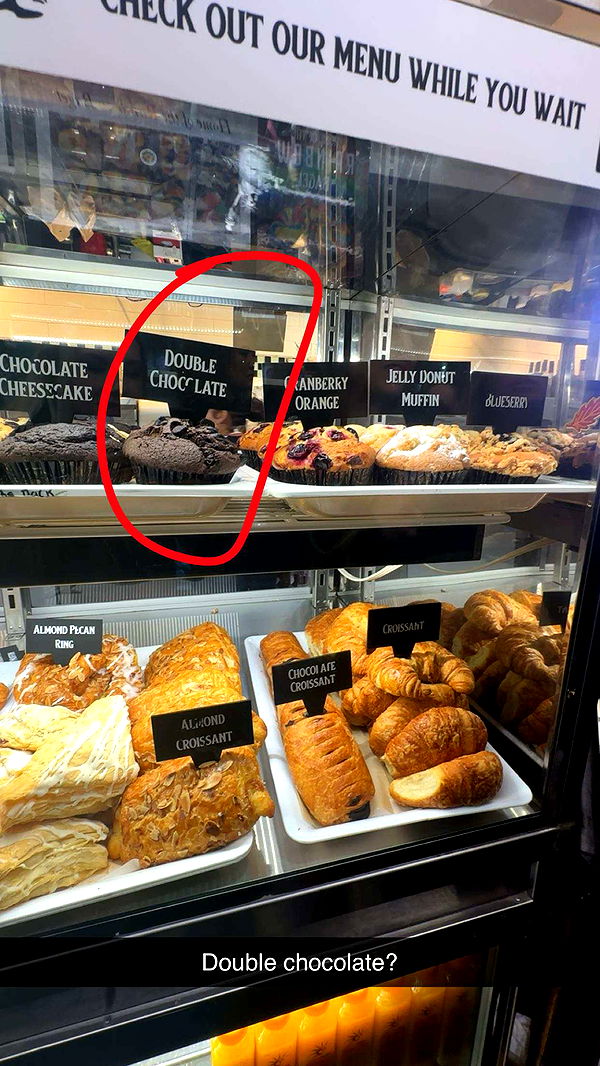 CHECK OUT OUR MENU WHILE YOU WAIT
CHOCOLATE
CHEESECAKE
DOUBLE
CHOCOLATE
CRANBERRY
ORANGE
JELLY DONUT
MUFFIN
BLUEBERRY
ALMOND PECAN
RING
ALMOND
CROISSANT
CHOCOLATE
CROISSANT
CROISSANT
Double chocolate?